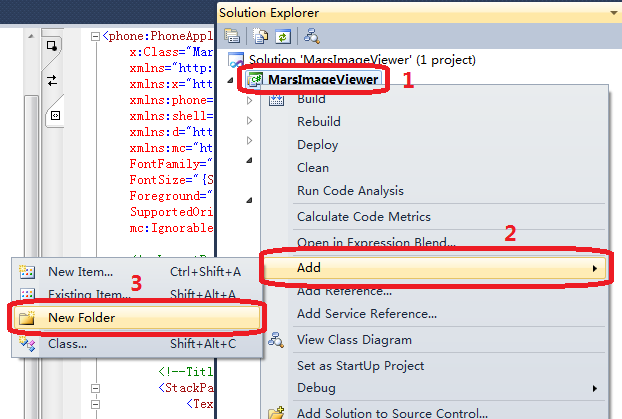 Solution Explorer
Solution 'MarsImageViewer' (1 project)
MarsImageViewer 1
Build
Rebuild
Deploy
Clean
Run Code Analysis
Calculate Code Metrics
Open in Expression Blend...
2
Add
Add Reference...
Add Service Reference...
View Class Diagram
Set as StartUp Project
Debug
Add Solution to Source Control...
New Item... Ctrl+Shift+A
3
Existing Item... Shift+Alt+A
New Folder
Class... Shift+Alt+C
<phone:PhoneAppl
x:Class="Mar
xmlns="http:
xmlns:x="htt
xmlns:phone=
xmlns:shell=
xmlns:d="htt
xmlns:mc="ht
FontFamily="
FontSize="{S
Foreground="
SupportedOri
mc:Ignorable
<!--Titl
<StackPa
<Tex